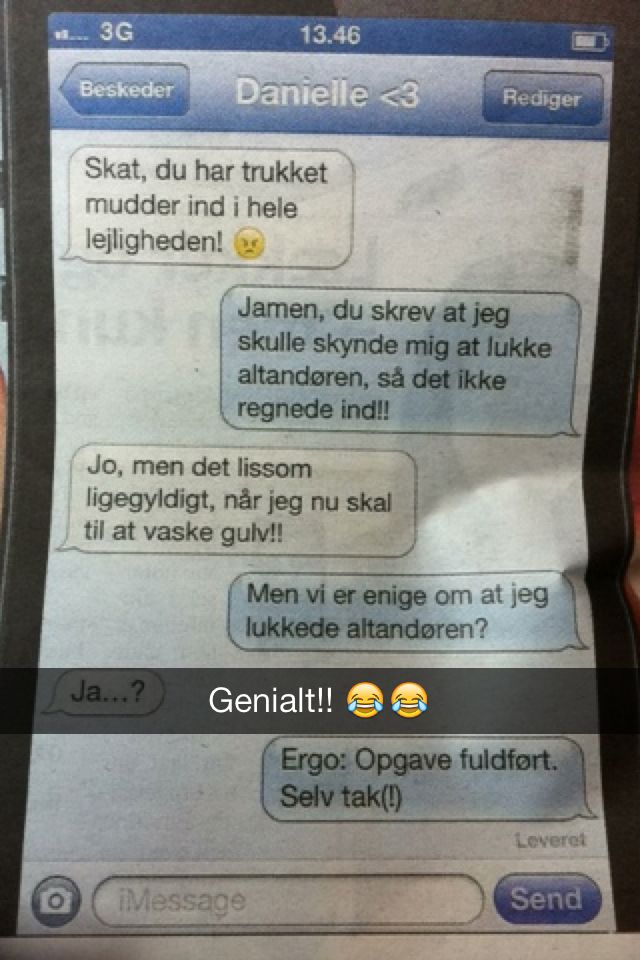 3G 13.46
Beskeder Danielle <3 Rediger
Skat, du har trukket
mudder ind i hele
lejligheden! 😠
Jamen, du skrev at jeg
skulle skynde mig at lukke
altandøren, så det ikke
regnede ind!!
Jo, men det lissom
ligegyldigt, når jeg nu skal
til at vaske gulv!!
Men vi er enige om at jeg
lukkede altandøren?
Ja...?
Genialt!! 😂😂
Ergo: Opgave fuldført.
Selv tak(!)
Leveret
iMessage Send